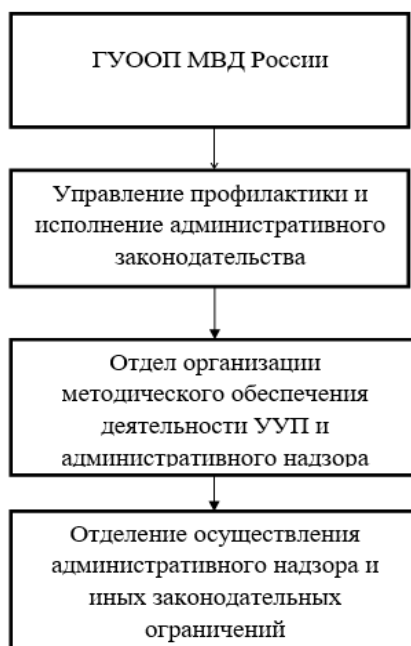 ГУООП МВД России
Управление профилактики и
исполнение административного
законодательства
Отдел организации
методического обеспечения
деятельности УУП и
административного надзора
Отделение осуществления
административного надзора и
иных законодательных
ограничений